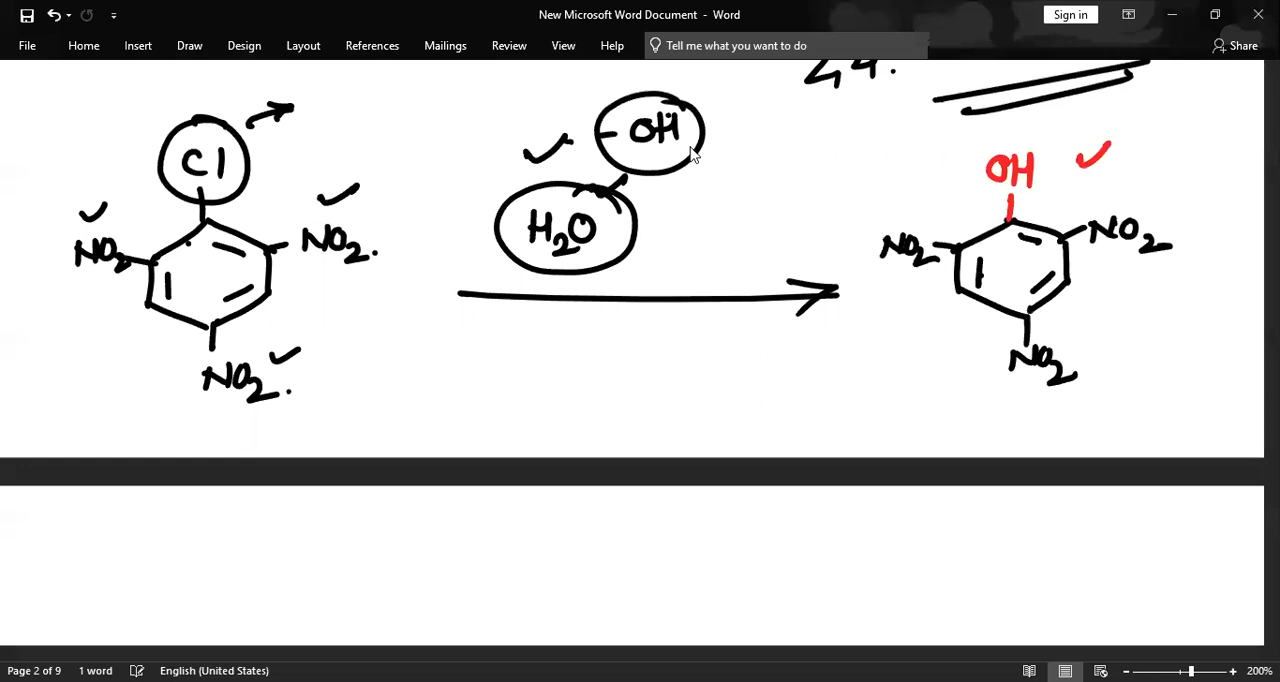 New Microsoft Word Document - Word
Sign in
File Home Insert Draw Design Layout References Mailings Review View Help Tell me what you want to do Share
24.
Cl
NO2
NO2.
NO2.
OH
H2O
OH
NO2
NO2
NO2
Page 2 of 9 1 word English (United States) 200%